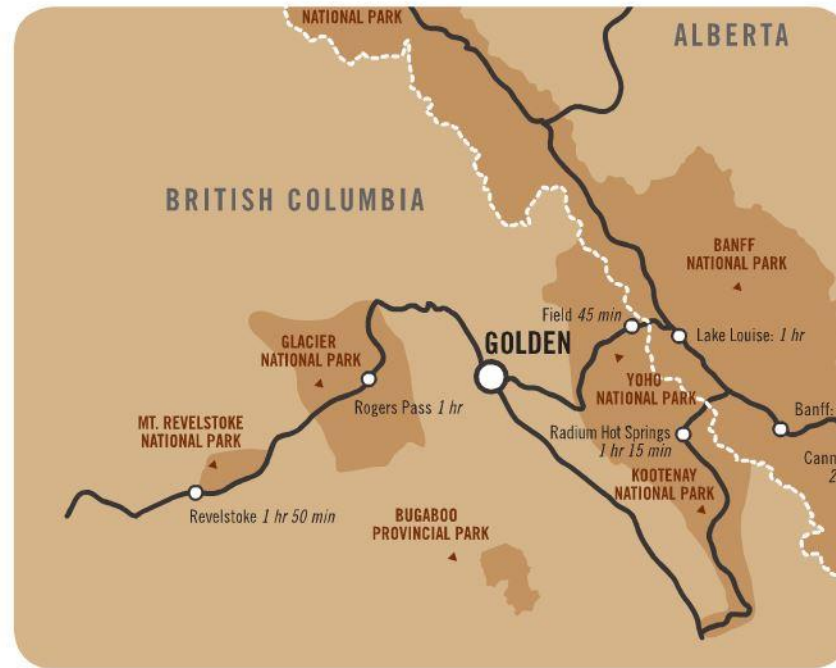 NATIONAL PARK
ALBERTA
BRITISH COLUMBIA
BANFF
NATIONAL PARK
Field 45 min
Lake Louise: 1 hr
GLACIER
NATIONAL PARK
GOLDEN
YOHO
NATIONAL PARK
Rogers Pass 1 hr
Banff:
MT. REVELSTOKE
NATIONAL PARK
Radium Hot Springs
1 hr 15 min
Cann
2
KOOTENAY
NATIONAL PARK
Revelstoke 1 hr 50 min
BUGABOO
PROVINCIAL PARK